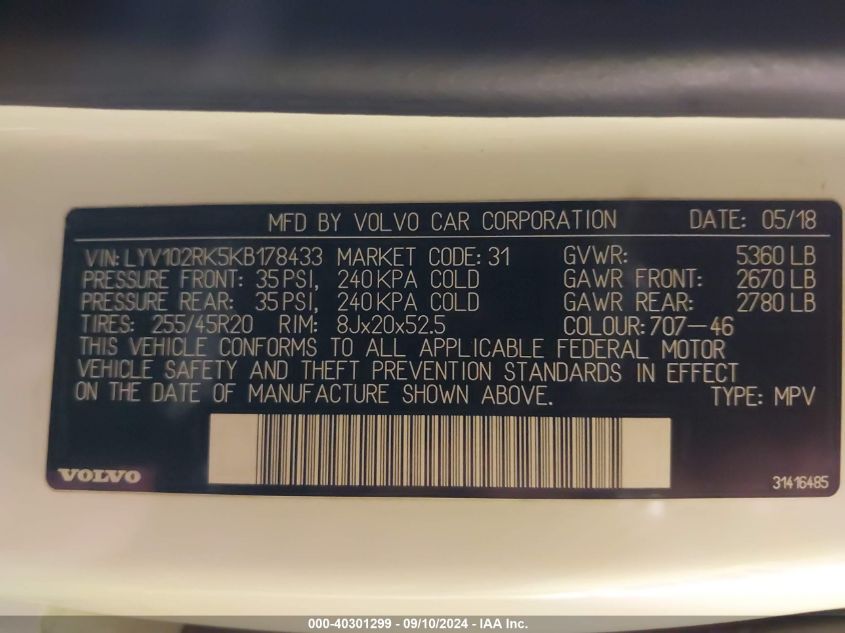 MFD BY VOLVO CAR CORPORATION DATE: 05/18
VIN: LYV102RK5KB178433 MARKET CODE: 31 GVWR: 5360 LB
PRESSURE FRONT: 35 PSI, 240 KPA COLD GAWR FRONT: 2670 LB
PRESSURE REAR: 35 PSI, 240 KPA COLD GAWR REAR: 2780 LB
TIRES: 255/45R20 RIM: 8Jx20x52.5 COLOUR: 707-46
THIS VEHICLE CONFORMS TO ALL APPLICABLE FEDERAL MOTOR
VEHICLE SAFETY AND THEFT PREVENTION STANDARDS IN EFFECT
ON THE DATE OF MANUFACTURE SHOWN ABOVE. TYPE: MPV
VOLVO
31416485
000-40301299 - 09/10/2024 - IAA Inc.